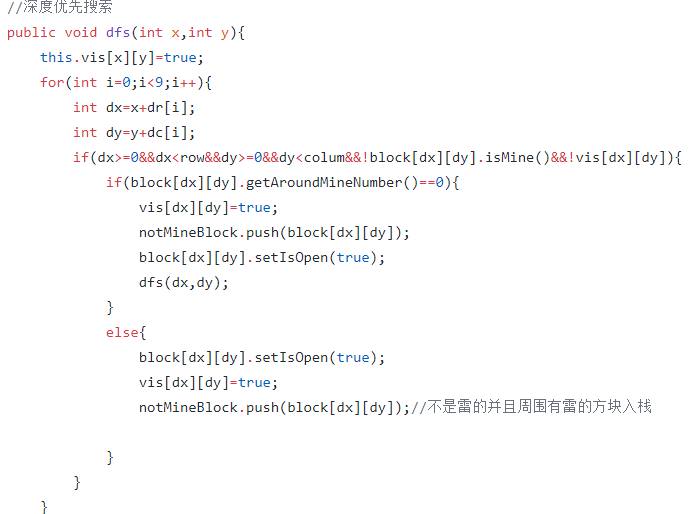 //深度优先搜索
public void dfs(int x,int y){
    this.vis[x][y]=true;
    for(int i=0;i<9;i++){
        int dx=x+dr[i];
        int dy=y+dc[i];
        if(dx>=0&&dx<row&&dy>=0&&dy<colum&&!block[dx][dy].isMine()&&!vis[dx][dy]){
            if(block[dx][dy].getAroundMineNumber()==0){
                vis[dx][dy]=true;
                notMineBlock.push(block[dx][dy]);
                block[dx][dy].setIsOpen(true);
                dfs(dx,dy);
            }
            else{
                block[dx][dy].setIsOpen(true);
                vis[dx][dy]=true;
                notMineBlock.push(block[dx][dy]);//不是雷的并且周围有雷的方块入栈
            }
        }
    }